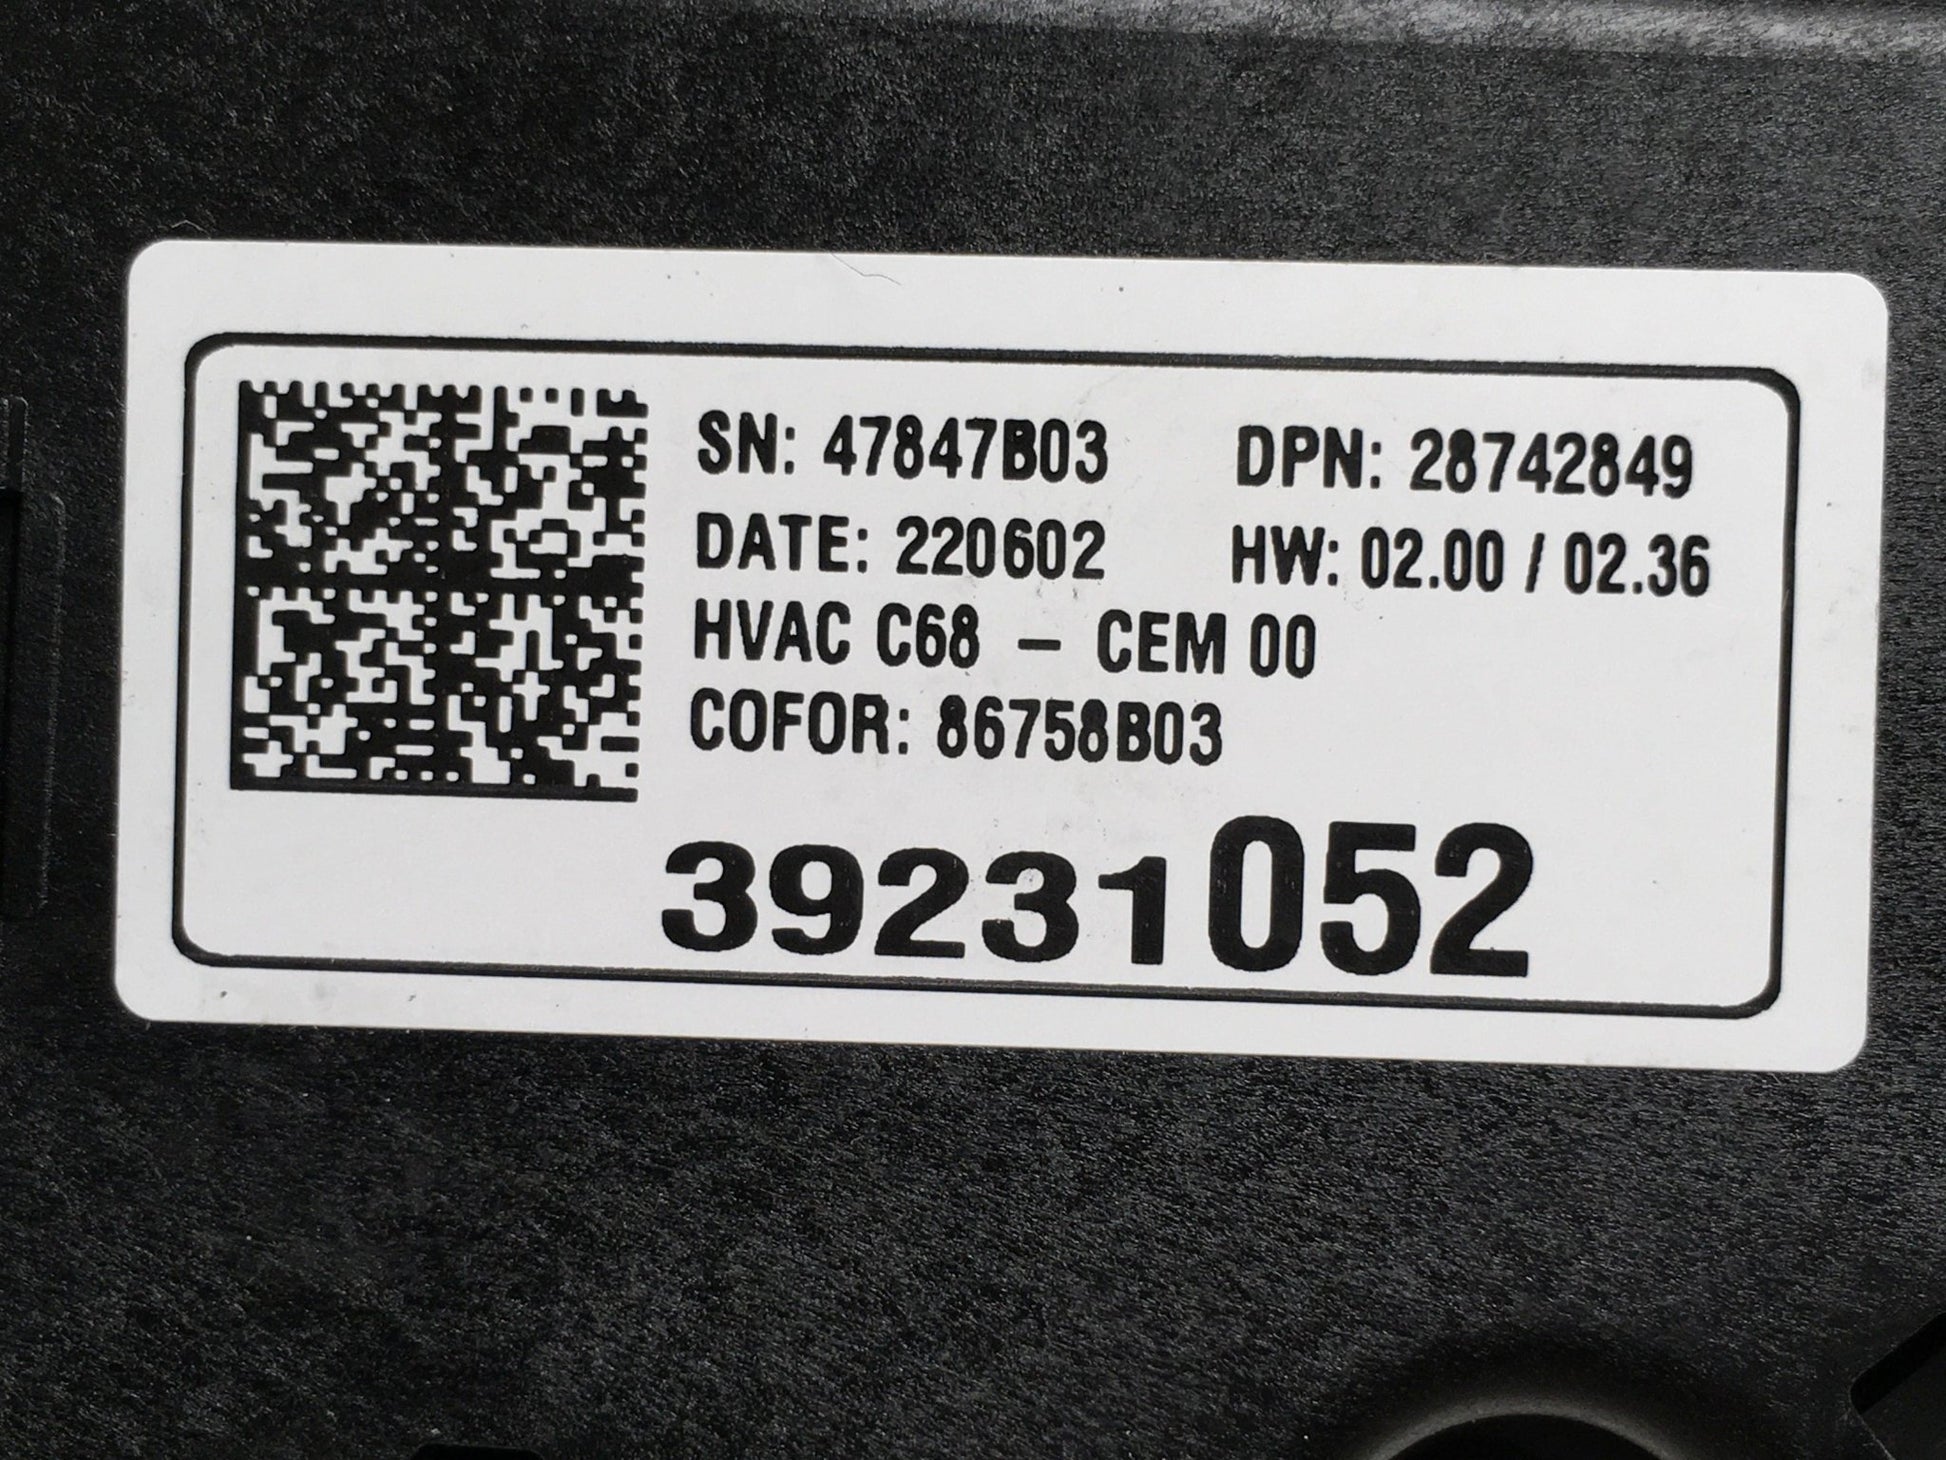 SN: 47847B03 DPN: 28742849
DATE: 220602 HW: 02.00 / 02.36
HVAC C68 – CEM 00
COFOR: 86758B03
39231052